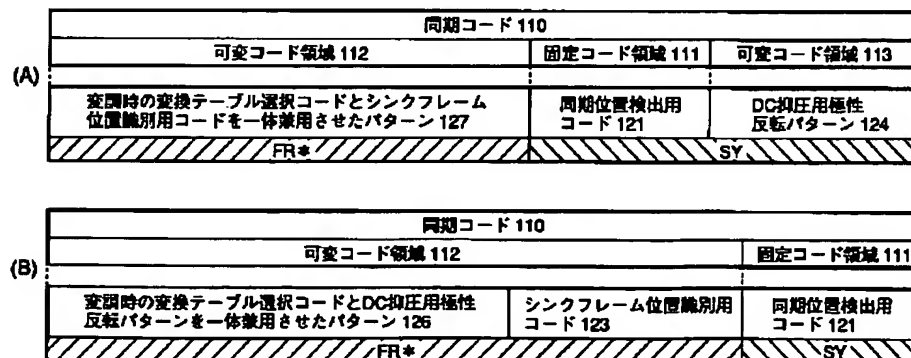 同期コード 110
可変コード領域 112 固定コード領域 111 可変コード領域 113
(A)
変調時の変換テーブル選択コードとシンクフレーム
位置識別用コードを一体兼用させたパターン 127
同期位置検出用
コード 121
DC抑圧用極性
反転パターン 124
FR* SY
同期コード 110
可変コード領域 112 固定コード領域 111
(B)
変調時の変換テーブル選択コードとDC抑圧用極性
反転パターンを一体兼用させたパターン 126
シンクフレーム位置識別用
コード 123
同期位置検出用
コード 121
FR* SY